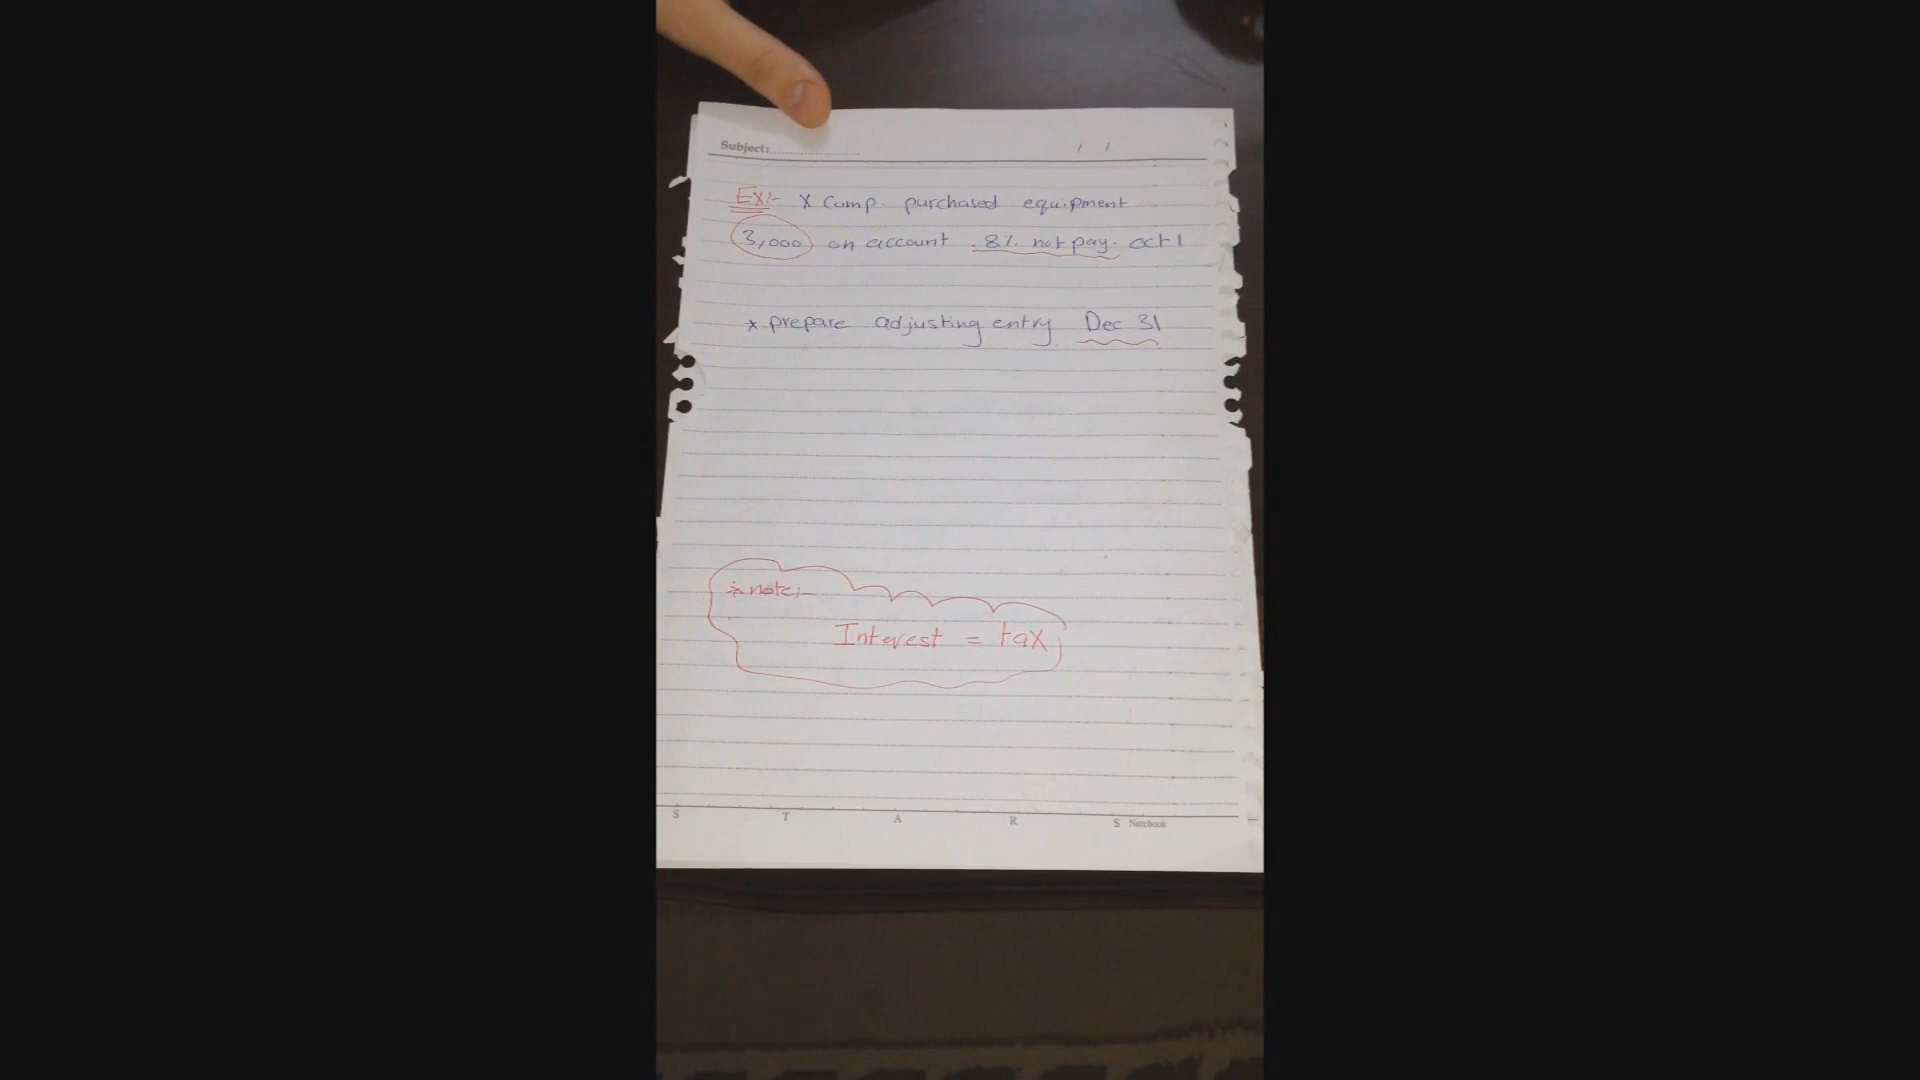 Subject:..................... / /
Ex:- X Comp. purchased equipment
3,000 on account . 8% not pay. oct 1
* prepare adjusting entry Dec 31
* note:-
Interest = tax
S T A R S Notebook